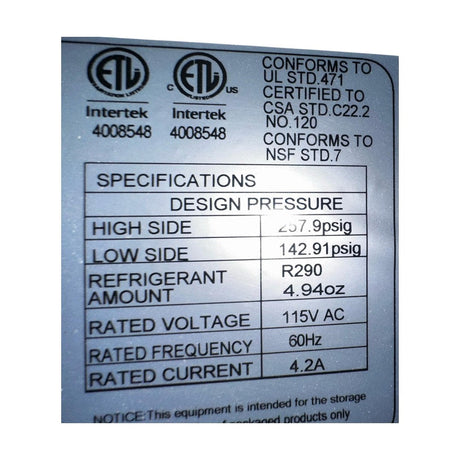 ETL
ETL
C US
Intertek
4008548
Intertek
4008548
CONFORMS TO
UL STD.471
CERTIFIED TO
CSA STD.C22.2
NO.120
CONFORMS TO
NSF STD.7
SPECIFICATIONS
DESIGN PRESSURE
HIGH SIDE 257.9psig
LOW SIDE 142.91psig
REFRIGERANT R290
AMOUNT 4.94oz
RATED VOLTAGE 115V AC
RATED FREQUENCY 60Hz
RATED CURRENT 4.2A
NOTICE:This equipment is intended for the storage
of packaged products only